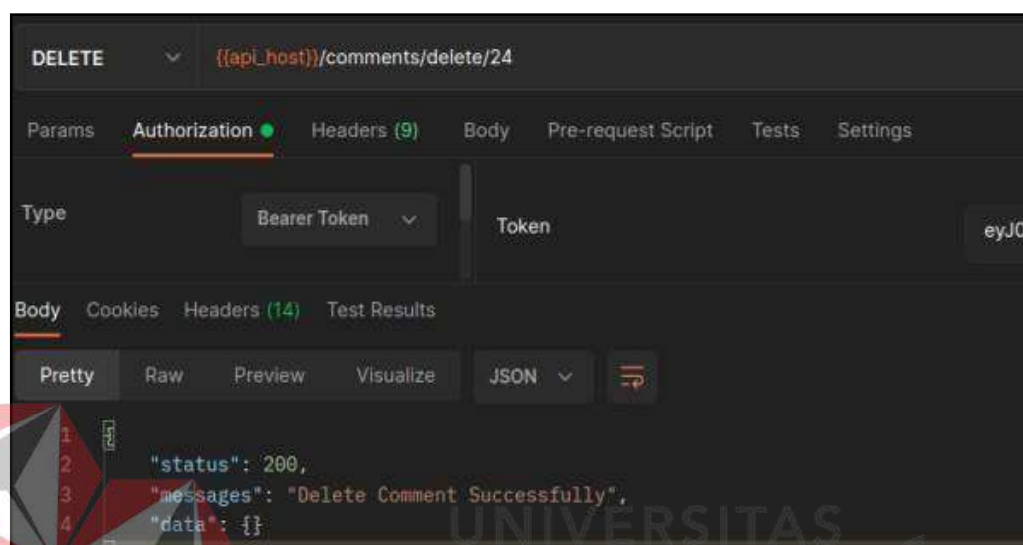 DELETE {{api_host}}/comments/delete/24
Params Authorization Headers (9) Body Pre-request Script Tests Settings
Type Bearer Token Token eyJ0
Body Cookies Headers (14) Test Results
Pretty Raw Preview Visualize JSON
1 {
2 "status": 200,
3 "messages": "Delete Comment Successfully",
4 "data": {}
UNIVERSITAS